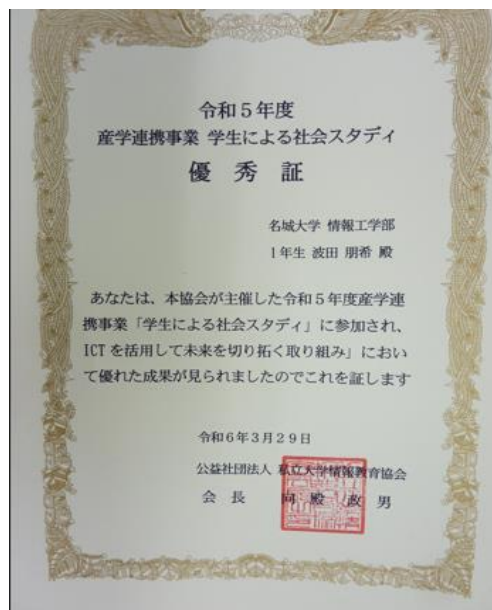 令和5年度
産学連携事業 学生による社会スタディ
優秀証
名城大学 情報工学部
1年生 波田 朋希 殿
あなたは、本協会が主催した令和5年度産学連
携事業「学生による社会スタディ」に参加され、
ICTを活用して未来を切り拓く取り組み」におい
て優れた成果が見られましたのでこれを証します
令和6年3月29日
公益社団法人 私立大学情報教育協会
会長 向殿 政男